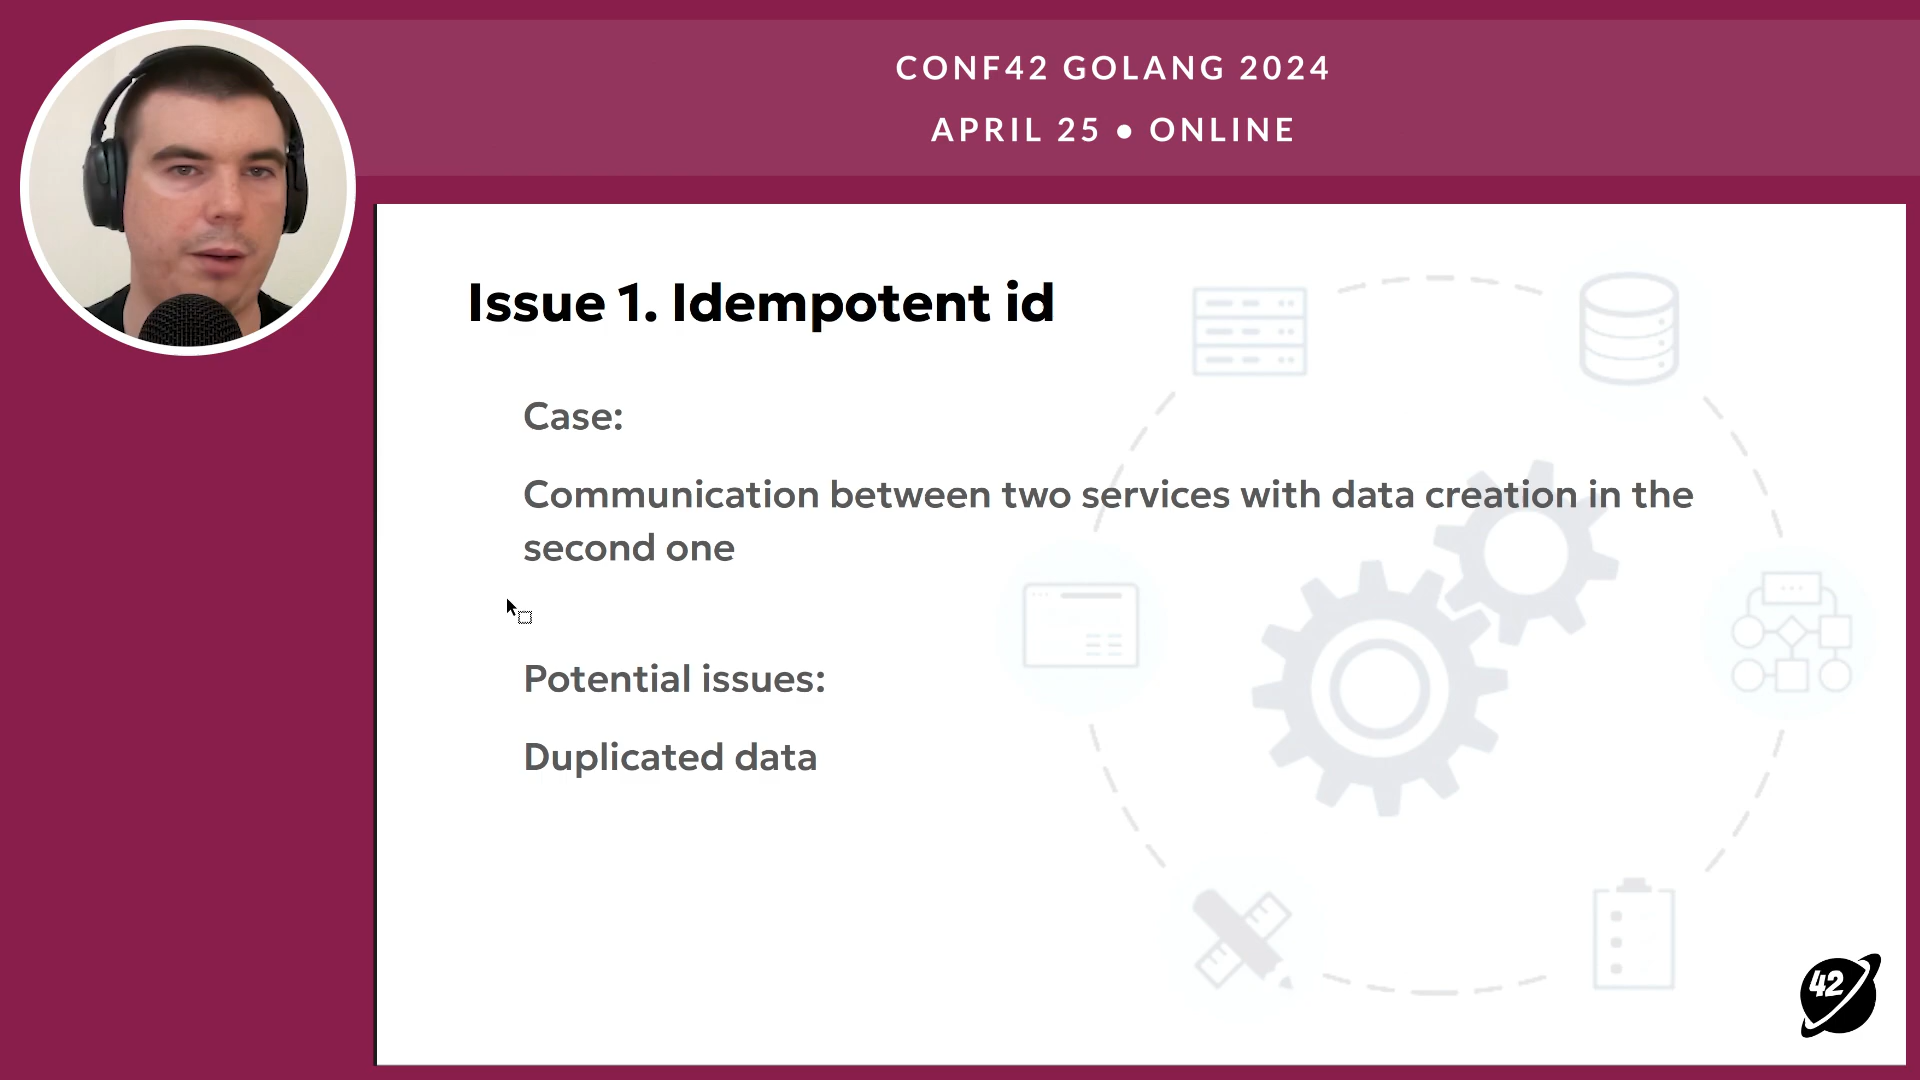 CONF42 GOLANG 2024
APRIL 25 ● ONLINE
Issue 1. Idempotent id
Case:
Communication between two services with data creation in the
second one
Potential issues:
Duplicated data
42